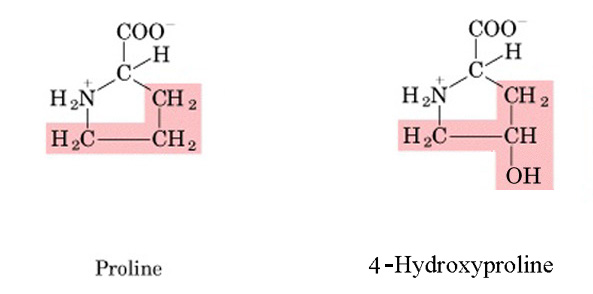 COO⁻
H
C
H₂N⁺
CH₂
H₂C
CH₂
Proline
COO⁻
H
C
H₂N⁺
CH₂
H₂C
CH
OH
4-Hydroxyproline